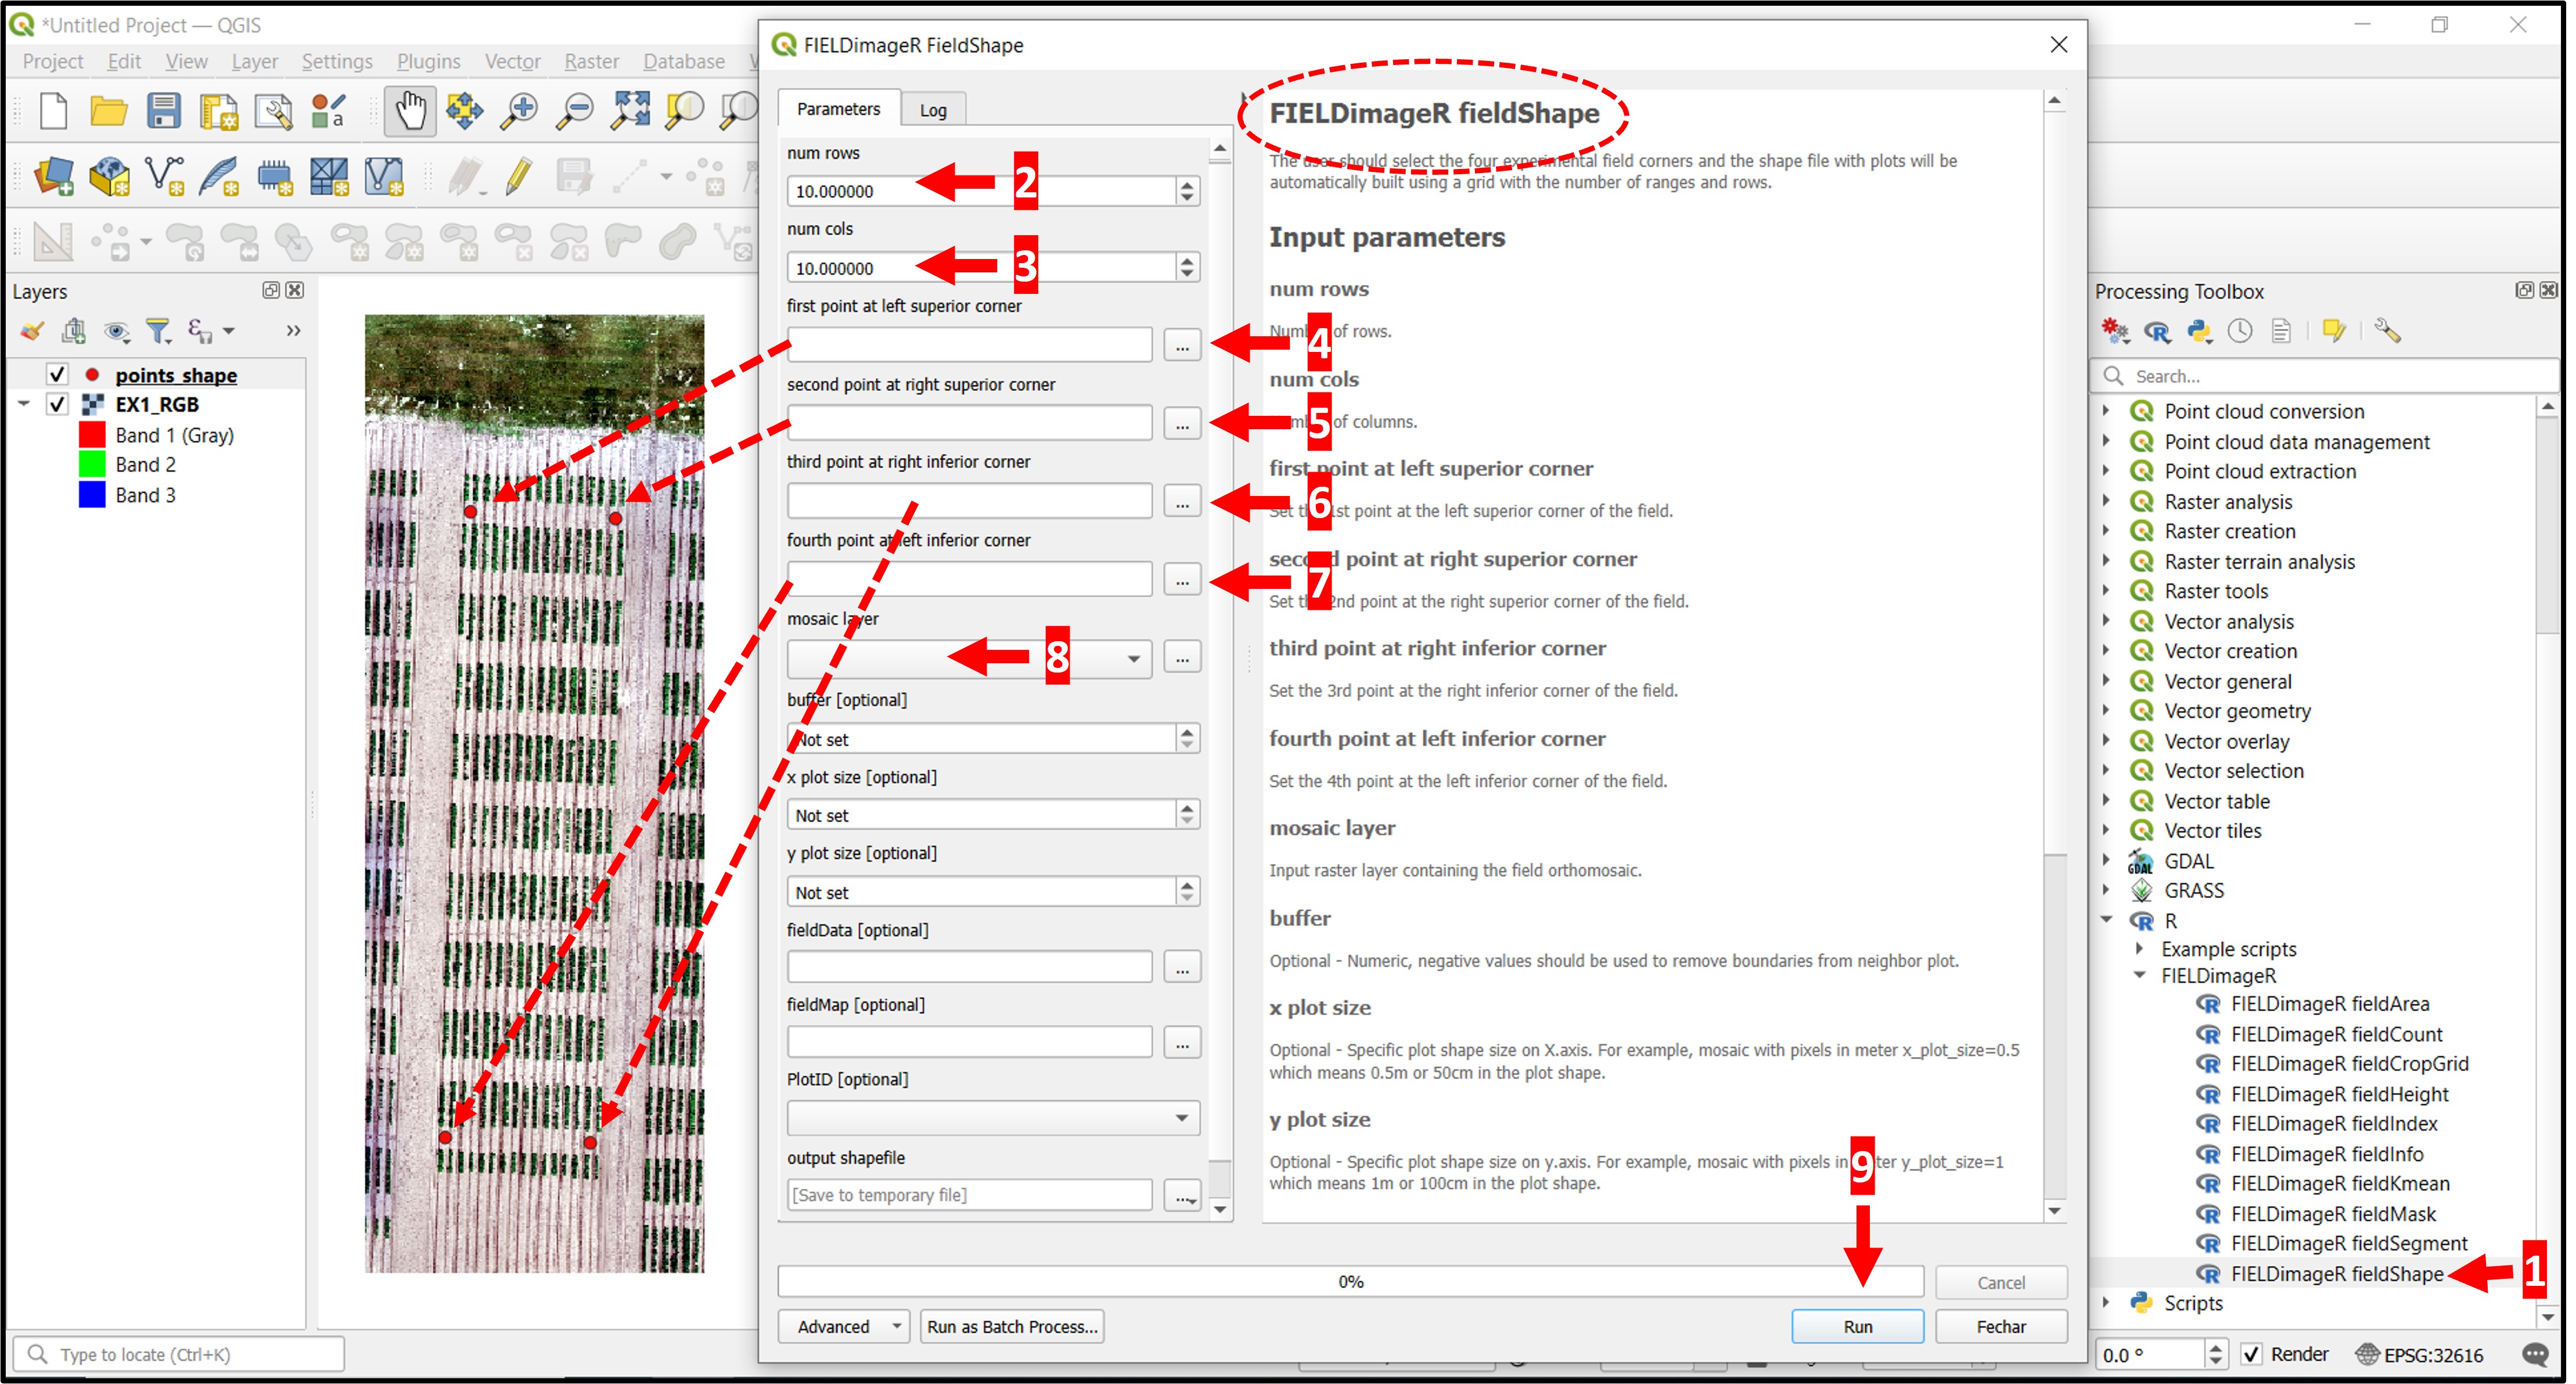 *Untitled Project — QGIS
Project Edit View Layer Settings Plugins Vector Raster Database
FIELDimageR FieldShape
Parameters Log
num rows
10.000000
2
num cols
10.000000
3
first point at left superior corner
... 4
second point at right superior corner
... 5
third point at right inferior corner
... 6
fourth point at left inferior corner
... 7
mosaic layer
8 ...
buffer [optional]
Not set
x plot size [optional]
Not set
y plot size [optional]
Not set
fieldData [optional]
...
fieldMap [optional]
...
PlotID [optional]
output shapefile
[Save to temporary file] ...
FIELDimageR fieldShape
The user should select the four experimental field corners and the shape file with plots will be
automatically built using a grid with the number of ranges and rows.
Input parameters
num rows
of rows.
num cols
of columns.
first point at left superior corner
1st point at the left superior corner of the field.
second point at right superior corner
2nd point at the right superior corner of the field.
third point at right inferior corner
Set the 3rd point at the right inferior corner of the field.
fourth point at left inferior corner
Set the 4th point at the left inferior corner of the field.
mosaic layer
Input raster layer containing the field orthomosaic.
buffer
Optional - Numeric, negative values should be used to remove boundaries from neighbor plot.
x plot size
Optional - Specific plot shape size on X.axis. For example, mosaic with pixels in meter x_plot_size=0.5
which means 0.5m or 50cm in the plot shape.
y plot size
Optional - Specific plot shape size on y.axis. For example, mosaic with pixels in y_plot_size=1
which means 1m or 100cm in the plot shape.
9
0%
Cancel
Advanced Run as Batch Process... Run Fechar
Layers
points_shape
EX1_RGB
Band 1 (Gray)
Band 2
Band 3
Type to locate (Ctrl+K)
Processing Toolbox
Search...
Point cloud conversion
Point cloud data management
Point cloud extraction
Raster analysis
Raster creation
Raster terrain analysis
Raster tools
Vector analysis
Vector creation
Vector general
Vector geometry
Vector overlay
Vector selection
Vector table
Vector tiles
GDAL
GRASS
R
Example scripts
FIELDimageR
FIELDimageR fieldArea
FIELDimageR fieldCount
FIELDimageR fieldCropGrid
FIELDimageR fieldHeight
FIELDimageR fieldIndex
FIELDimageR fieldInfo
FIELDimageR fieldKmean
FIELDimageR fieldMask
FIELDimageR fieldSegment
FIELDimageR fieldShape 1
Scripts
0.0 ° Render EPSG:32616